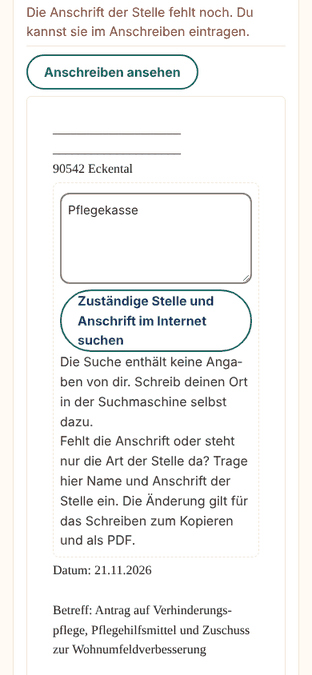 Die Anschrift der Stelle fehlt noch. Du
kannst sie im Anschreiben eintragen.
Anschreiben ansehen
90542 Eckental
Pflegekasse
Zuständige Stelle und
Anschrift im Internet
suchen
Die Suche enthält keine Anga-
ben von dir. Schreib deinen Ort
in der Suchmaschine selbst
dazu.
Fehlt die Anschrift oder steht
nur die Art der Stelle da? Trage
hier Name und Anschrift der
Stelle ein. Die Änderung gilt für
das Schreiben zum Kopieren
und als PDF.
Datum: 21.11.2026
Betreff: Antrag auf Verhinderungs-
pflege, Pflegehilfsmittel und Zuschuss
zur Wohnumfeldverbesserung